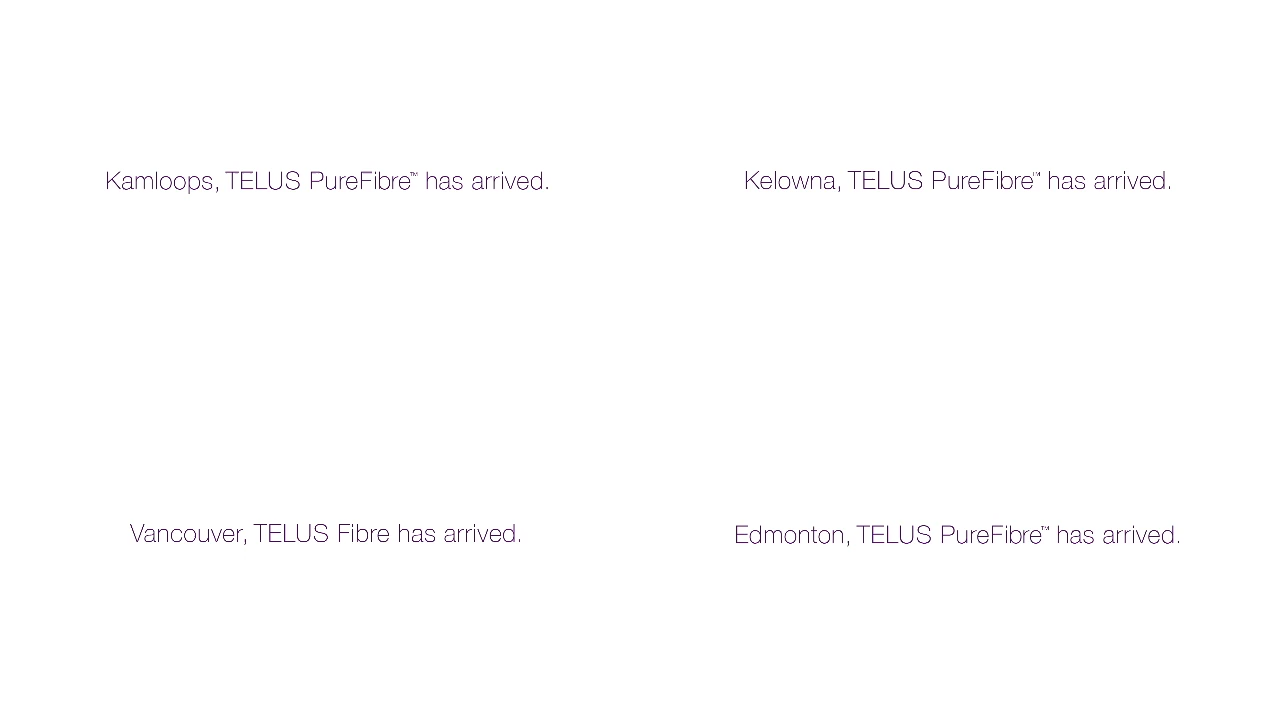 Kamloops, TELUS PureFibre™ has arrived.
Kelowna, TELUS PureFibre™ has arrived.
Vancouver, TELUS Fibre has arrived.
Edmonton, TELUS PureFibre™ has arrived.